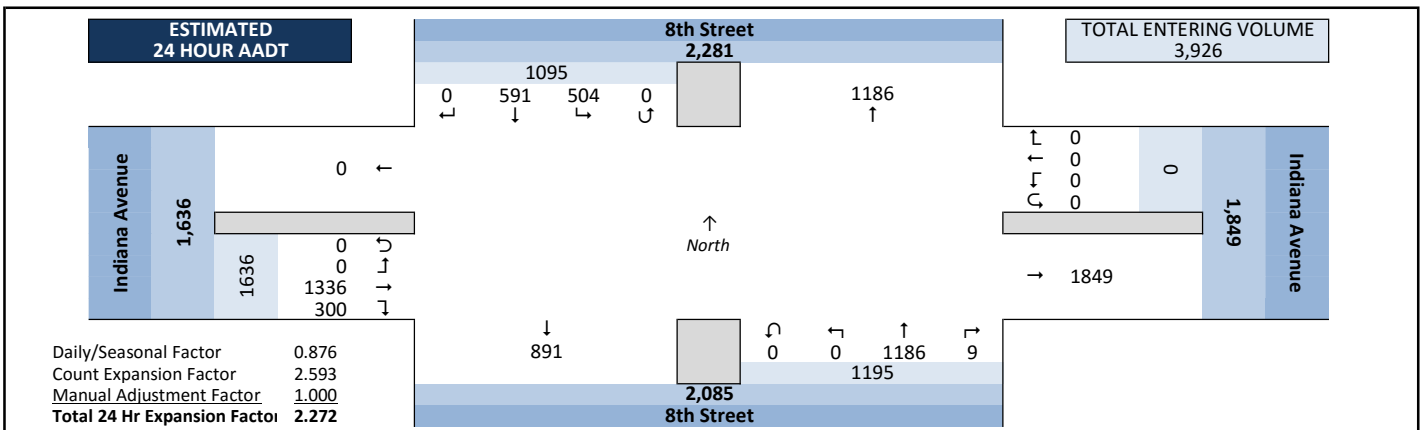 ESTIMATED
24 HOUR AADT
8th Street
2,281
TOTAL ENTERING VOLUME
3,926
1095
0 591 504 0
↵ ↓ ↳ ↺
1186
↑
Indiana Avenue
1,636
0 ←
1636
0 ↺
0 ↰
1336 →
300 ↴
↑
North
↱ 0
← 0
↲ 0
↺ 0
0
1,849
Indiana Avenue
→ 1849
↓
891
↶ ↰ ↑ ↱
0 0 1186 9
1195
2,085
8th Street
Daily/Seasonal Factor 0.876
Count Expansion Factor 2.593
Manual Adjustment Factor 1.000
Total 24 Hr Expansion Factor 2.272